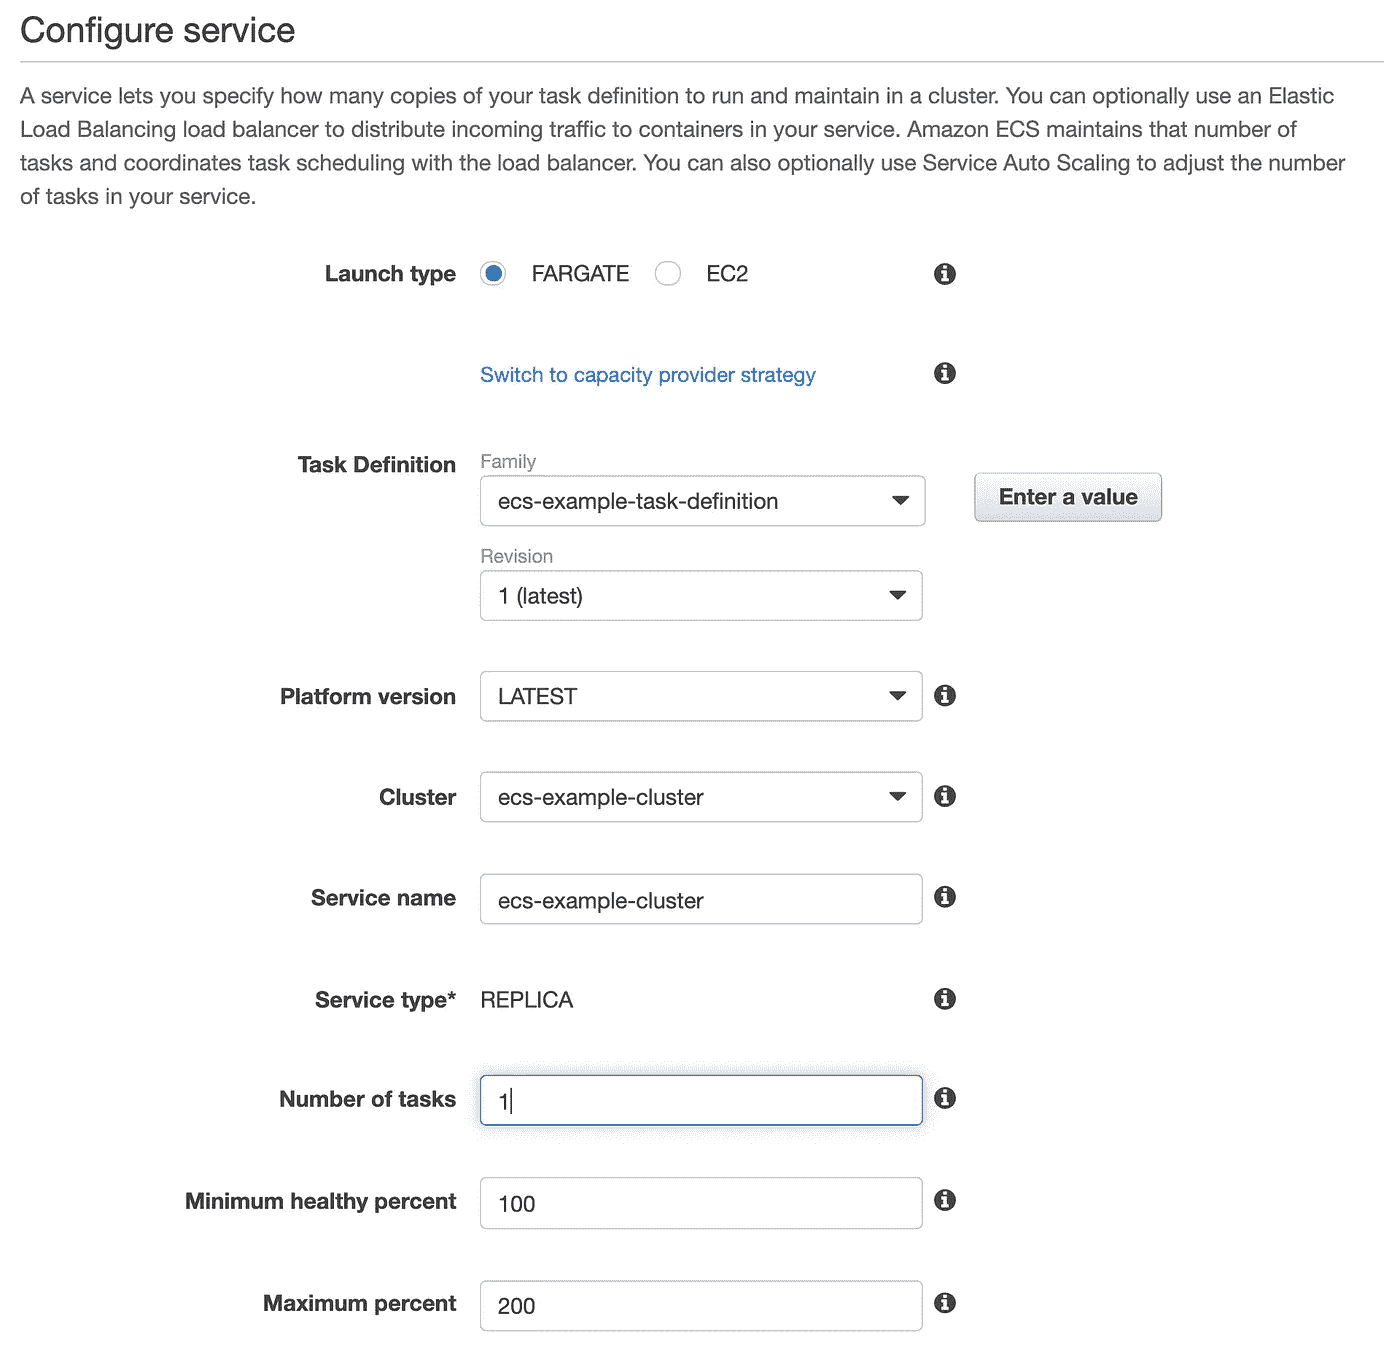 Configure service
A service lets you specify how many copies of your task definition to run and maintain in a cluster. You can optionally use an Elastic
Load Balancing load balancer to distribute incoming traffic to containers in your service. Amazon ECS maintains that number of
tasks and coordinates task scheduling with the load balancer. You can also optionally use Service Auto Scaling to adjust the number
of tasks in your service.
Launch type FARGATE EC2
Switch to capacity provider strategy
Task Definition Family
ecs-example-task-definition Enter a value
Revision
1 (latest)
Platform version LATEST
Cluster ecs-example-cluster
Service name ecs-example-cluster
Service type* REPLICA
Number of tasks 1
Minimum healthy percent 100
Maximum percent 200